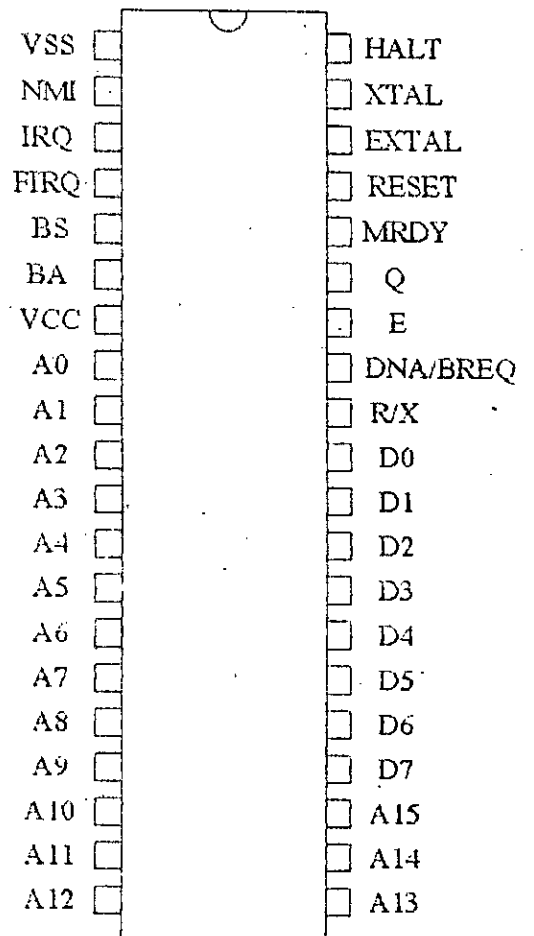 VSS HALT
NMI XTAL
IRQ EXTAL
FIRQ RESET
BS MRDY
BA Q
VCC E
A0 DNA/BREQ
A1 R/X
A2 D0
A3 D1
A4 D2
A5 D3
A6 D4
A7 D5
A8 D6
A9 D7
A10 A15
A11 A14
A12 A13